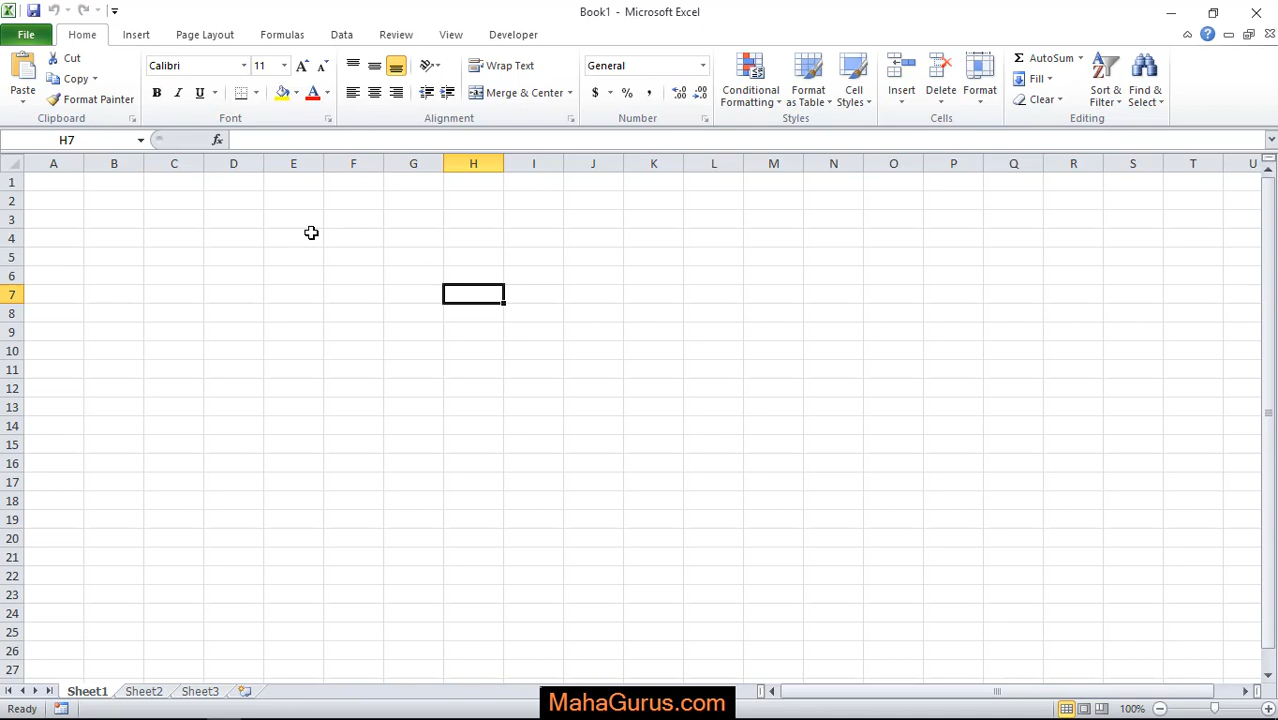 Book1 - Microsoft Excel
File Home Insert Page Layout Formulas Data Review View Developer
Paste
Cut
Copy
Format Painter
Clipboard
Calibri 11
B I U
Font
Wrap Text
Merge & Center
Alignment
General
$ % ,
Number
Conditional
Formatting
Format
as Table
Cell
Styles
Styles
Insert Delete Format
Cells
Σ AutoSum
Fill
Clear
Sort &
Filter
Find &
Select
Editing
H7 fx
A B C D E F G H I J K L M N O P Q R S T U
1
2
3
4
5
6
7
8
9
10
11
12
13
14
15
16
17
18
19
20
21
22
23
24
25
26
27
Sheet1 Sheet2 Sheet3
MahaGurus.com
Ready 100%